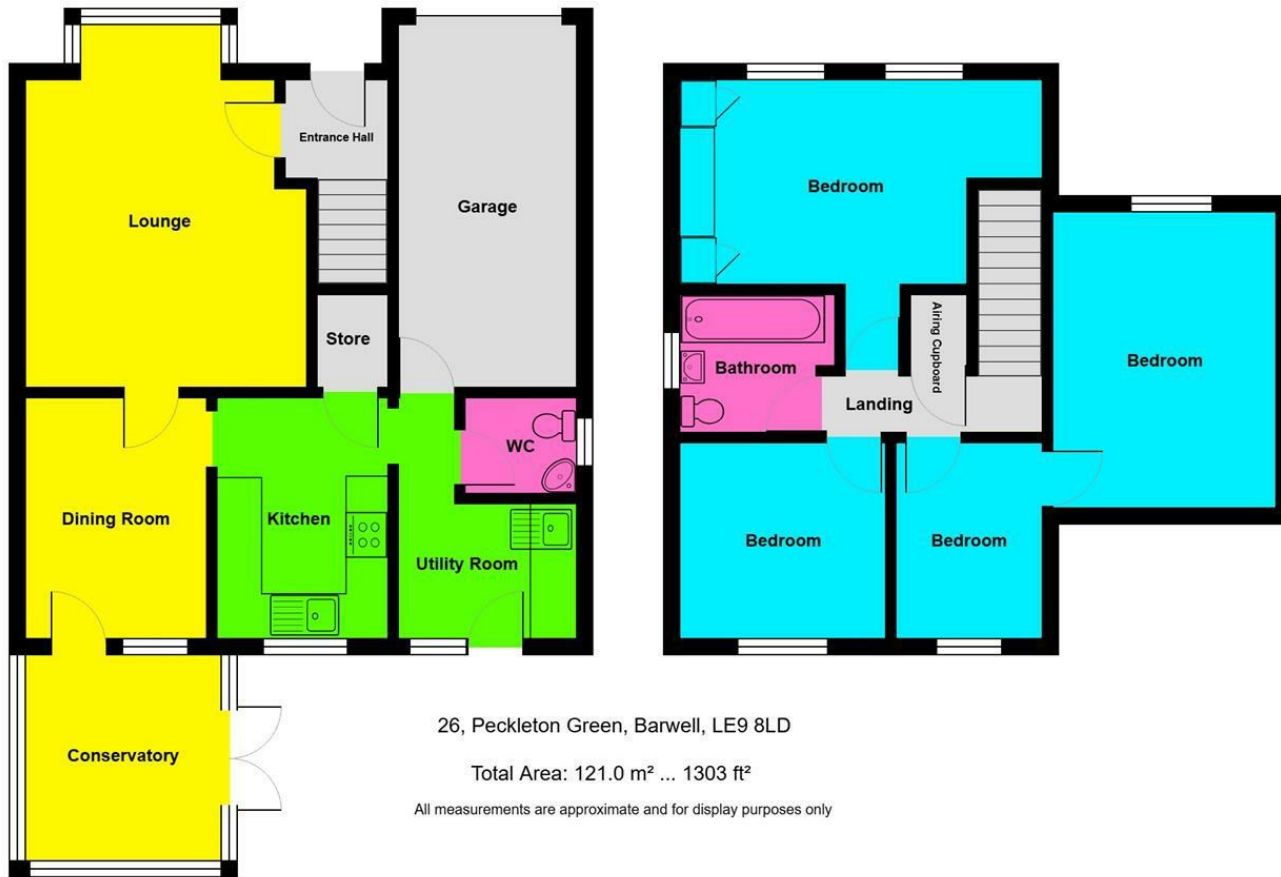 Entrance Hall
Lounge
Garage
Store
WC
Dining Room
Kitchen
Utility Room
Conservatory
Bedroom
Bedroom
Airing Cupboard
Bathroom
Landing
Bedroom
Bedroom
26, Peckleton Green, Barwell, LE9 8LD
Total Area: 121.0 m² ... 1303 ft²
All measurements are approximate and for display purposes only